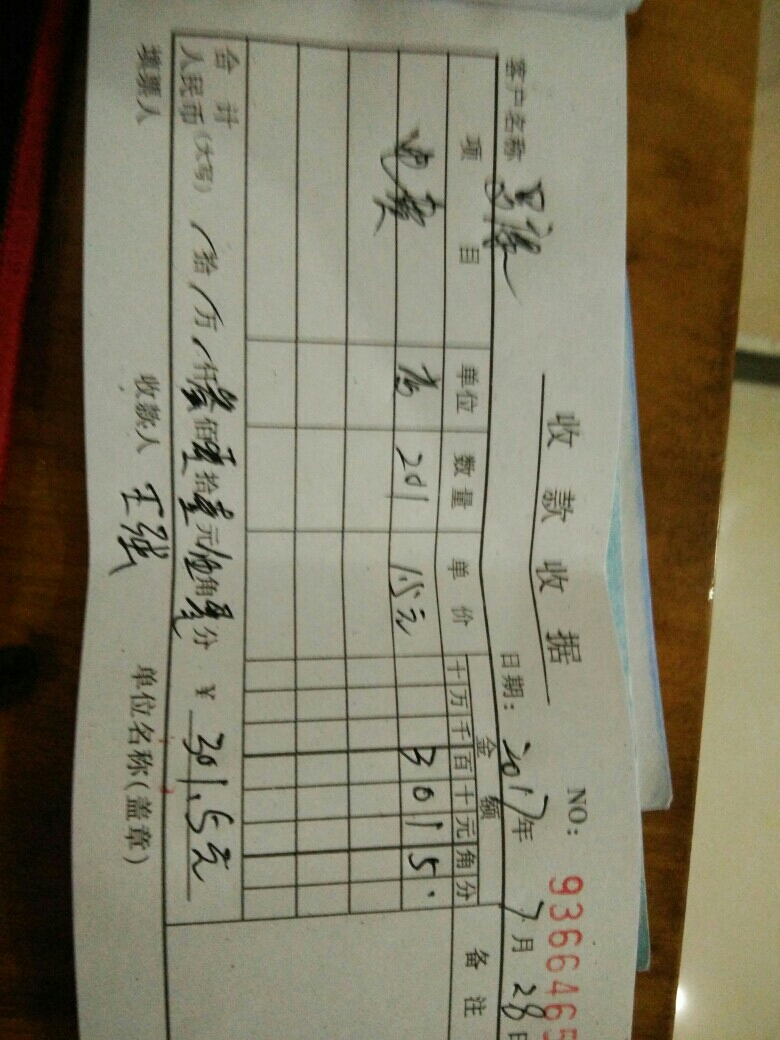 收款收据
NO: 9366465
客户名称 日期: 2017年 7月 28日
项目 单位 数量 单价 金额 备注
十 万 千 百 十 元 角 分
电费 201 1.5元 3 0 1 5
合计人民币(大写) 拾 万 仟 叁 佰 零 拾 壹 元 伍 角 零 分 ¥ 301.5元
填票人 收款人 王强 单位名称(盖章)